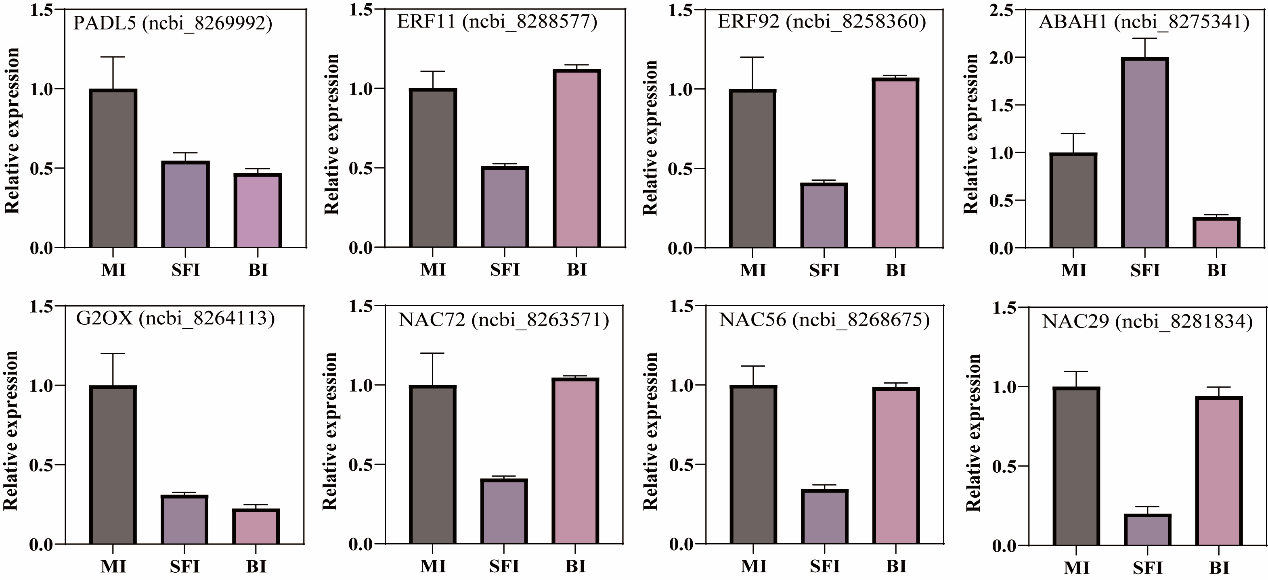 PADL5 (ncbi_8269992)
Relative expression
1.5
1.0
0.5
0.0
MI SFI BI
ERF11 (ncbi_8288577)
Relative expression
1.5
1.0
0.5
0.0
MI SFI BI
ERF92 (ncbi_8258360)
Relative expression
1.5
1.0
0.5
0.0
MI SFI BI
ABAH1 (ncbi_8275341)
Relative expression
2.5
2.0
1.5
1.0
0.5
0.0
MI SFI BI
G2OX (ncbi_8264113)
Relative expression
1.5
1.0
0.5
0.0
MI SFI BI
NAC72 (ncbi_8263571)
Relative expression
1.5
1.0
0.5
0.0
MI SFI BI
NAC56 (ncbi_8268675)
Relative expression
1.5
1.0
0.5
0.0
MI SFI BI
NAC29 (ncbi_8281834)
Relative expression
1.5
1.0
0.5
0.0
MI SFI BI